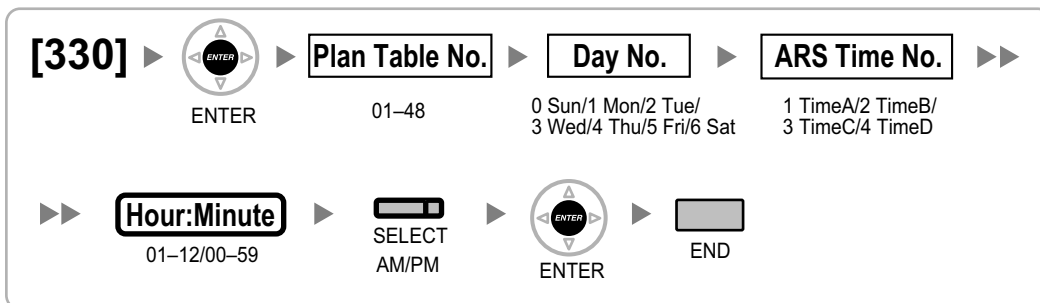 [330] ENTER Plan Table No. Day No. ARS Time No.
ENTER 01–48 0 Sun/1 Mon/2 Tue/ 1 TimeA/2 TimeB/
3 Wed/4 Thu/5 Fri/6 Sat 3 TimeC/4 TimeD
Hour:Minute ENTER
01–12/00–59 SELECT ENTER END
AM/PM